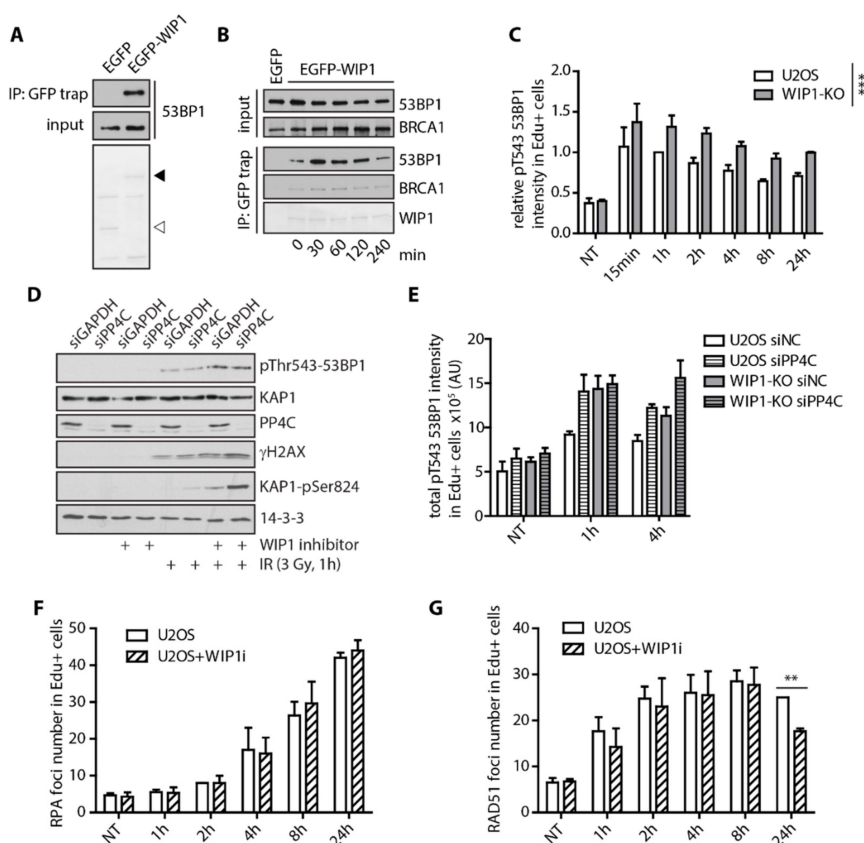 A
EGFP
EGFP-WIP1
IP: GFP trap
input
53BP1
B
EGFP
EGFP-WIP1
input
53BP1
BRCA1
IP: GFP trap
53BP1
BRCA1
WIP1
0 30 60 120 240 min
C
U2OS
WIP1-KO
***
relative pT543 53BP1
intensity in Edu+ cells
2.0
1.5
1.0
0.5
0.0
NT 15min 1h 2h 4h 8h 24h
D
siGAPDH siPP4C siGAPDH siPP4C siGAPDH siPP4C siGAPDH siPP4C
pThr543-53BP1
KAP1
PP4C
γH2AX
KAP1-pSer824
14-3-3
+ + + + WIP1 inhibitor
+ + + + IR (3 Gy, 1h)
E
total pT543 53BP1 intensity
in Edu+ cells x10⁵ (AU)
20
15
10
5
0
U2OS siNC
U2OS siPP4C
WIP1-KO siNC
WIP1-KO siPP4C
NT 1h 4h
F
RPA foci number in Edu+ cells
50
40
30
20
10
0
U2OS
U2OS+WIP1i
NT 1h 2h 4h 8h 24h
G
RAD51 foci number in Edu+ cells
40
30
20
10
0
U2OS
U2OS+WIP1i
**
NT 1h 2h 4h 8h 24h